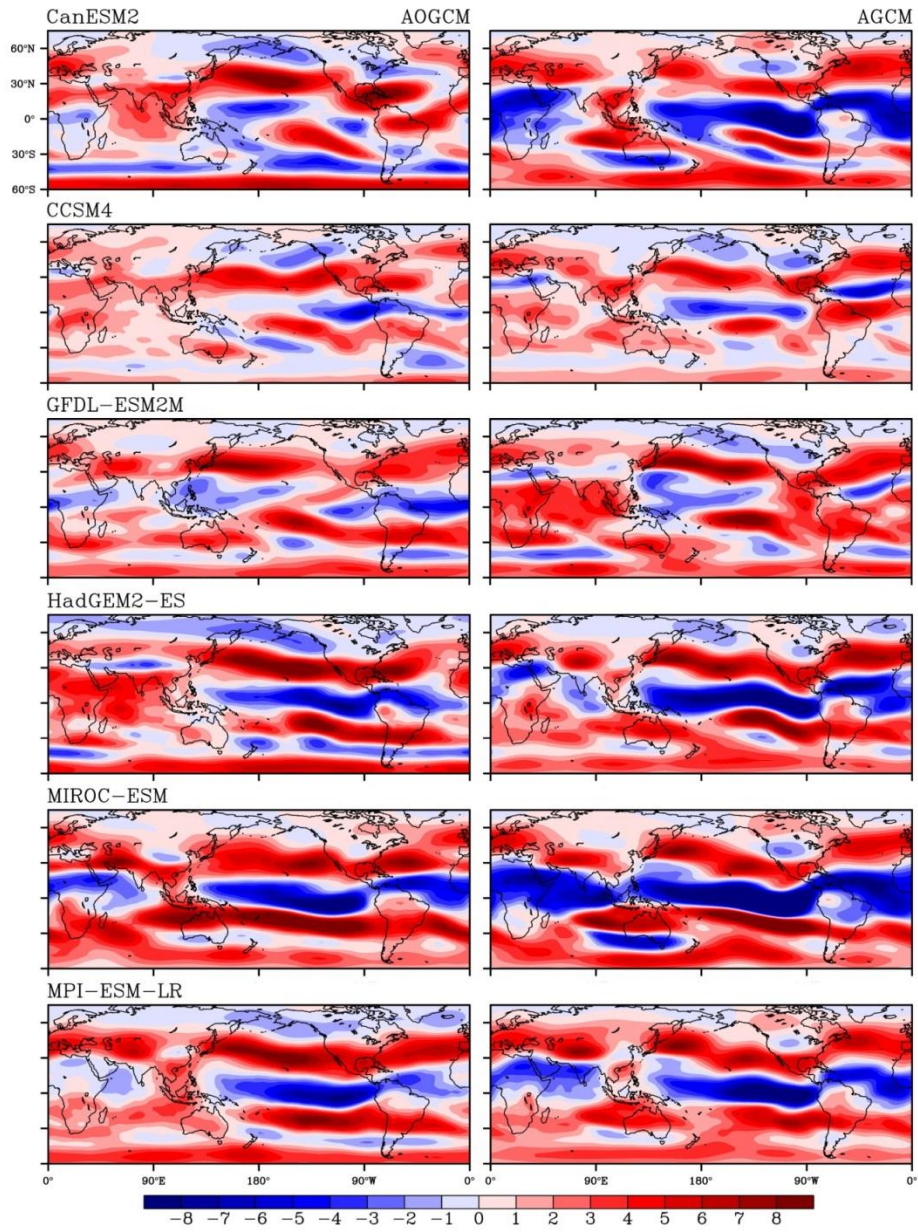 CanESM2 AOGCM AGCM
75°N
30°N
0°
30°S
60°S
CCSM4
GFDL-ESM2M
HadGEM2-ES
MIROC-ESM
MPI-ESM-LR
0° 90°E 180° 90°W 0° 90°E 180° 90°W 0°
-8 -7 -6 -5 -4 -3 -2 -1 0 1 2 3 4 5 6 7 8